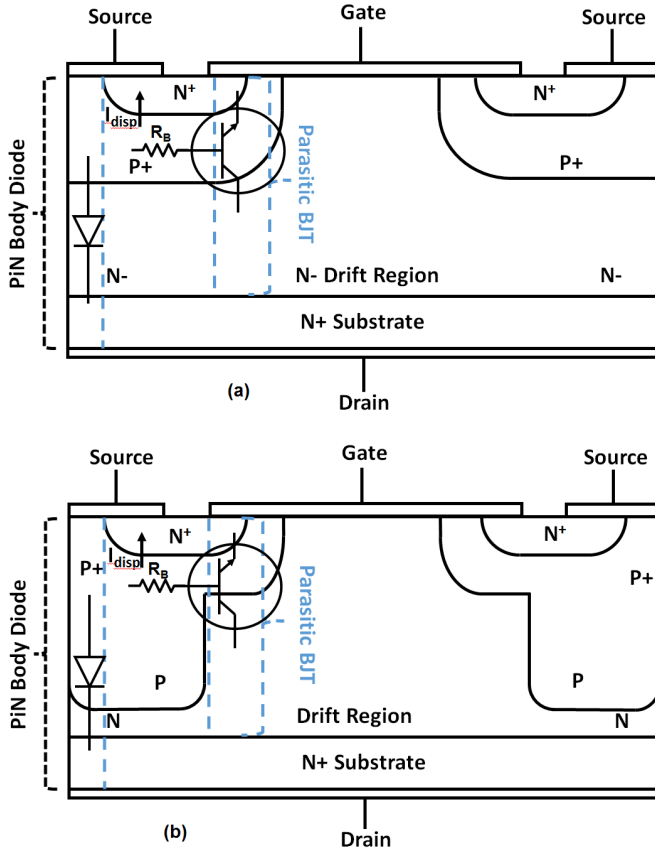 Source
Gate
Source
N+
N+
Idisp
RB
P+
P+
Parasitic BJT
PiN Body Diode
N-
N- Drift Region
N-
N+ Substrate
(a)
Drain
Source
Gate
Source
N+
N+
Idisp
P+
RB
P+
Parasitic BJT
PiN Body Diode
P
P
N
Drift Region
N
N+ Substrate
(b)
Drain